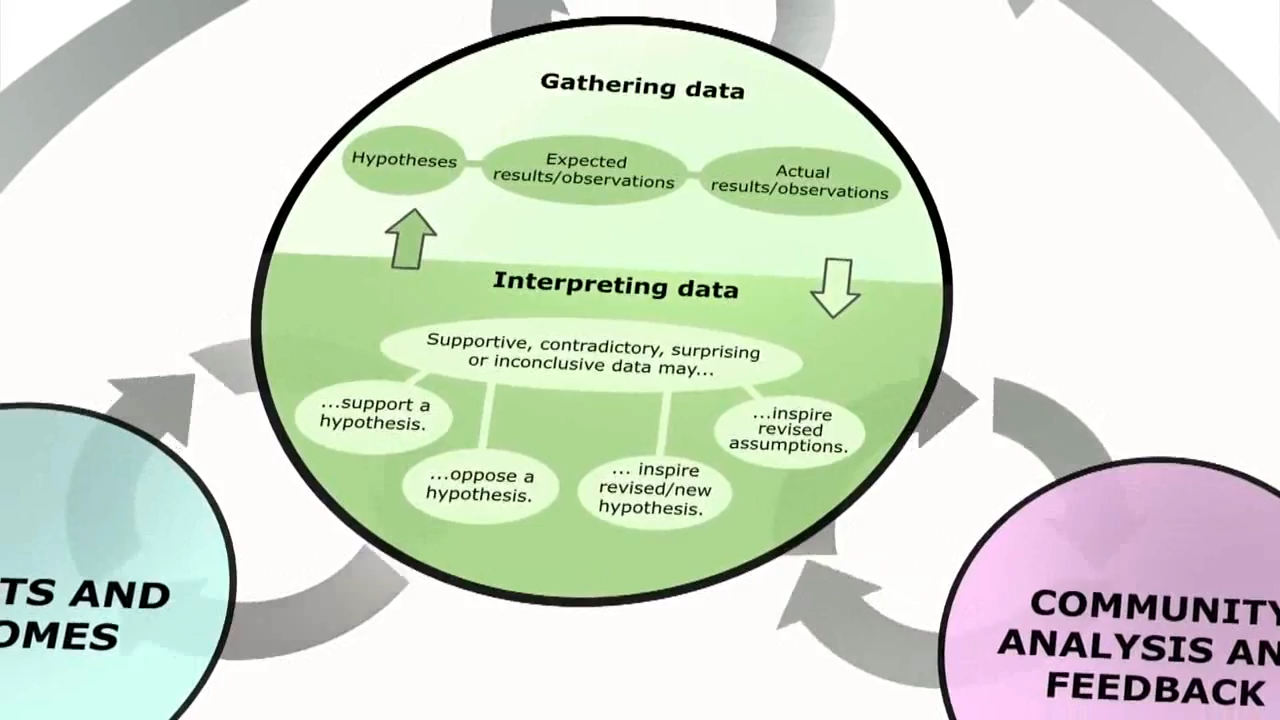 Gathering data
Hypotheses
Expected
results/observations
Actual
results/observations
Interpreting data
Supportive, contradictory, surprising
or inconclusive data may...
...support a
hypothesis.
...oppose a
hypothesis.
... inspire
revised/new
hypothesis.
...inspire
revised
assumptions.
TS AND
OMES
COMMUNITY
ANALYSIS AN
FEEDBACK